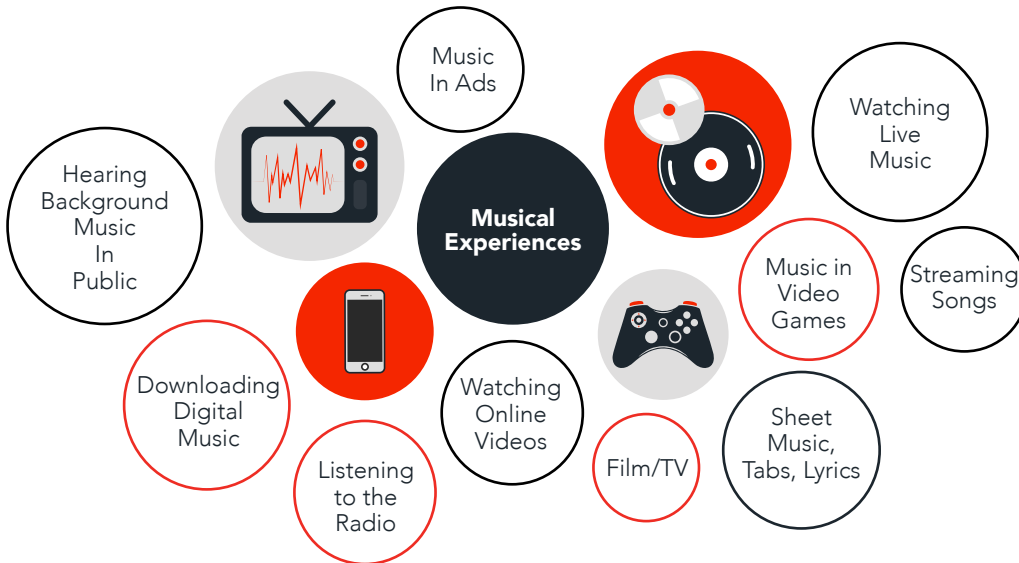 Music
In Ads
Watching
Live
Music
Hearing
Background
Music
In
Public
Musical
Experiences
Music in
Video
Games
Streaming
Songs
Downloading
Digital
Music
Watching
Online
Videos
Sheet
Music,
Tabs, Lyrics
Listening
to the
Radio
Film/TV